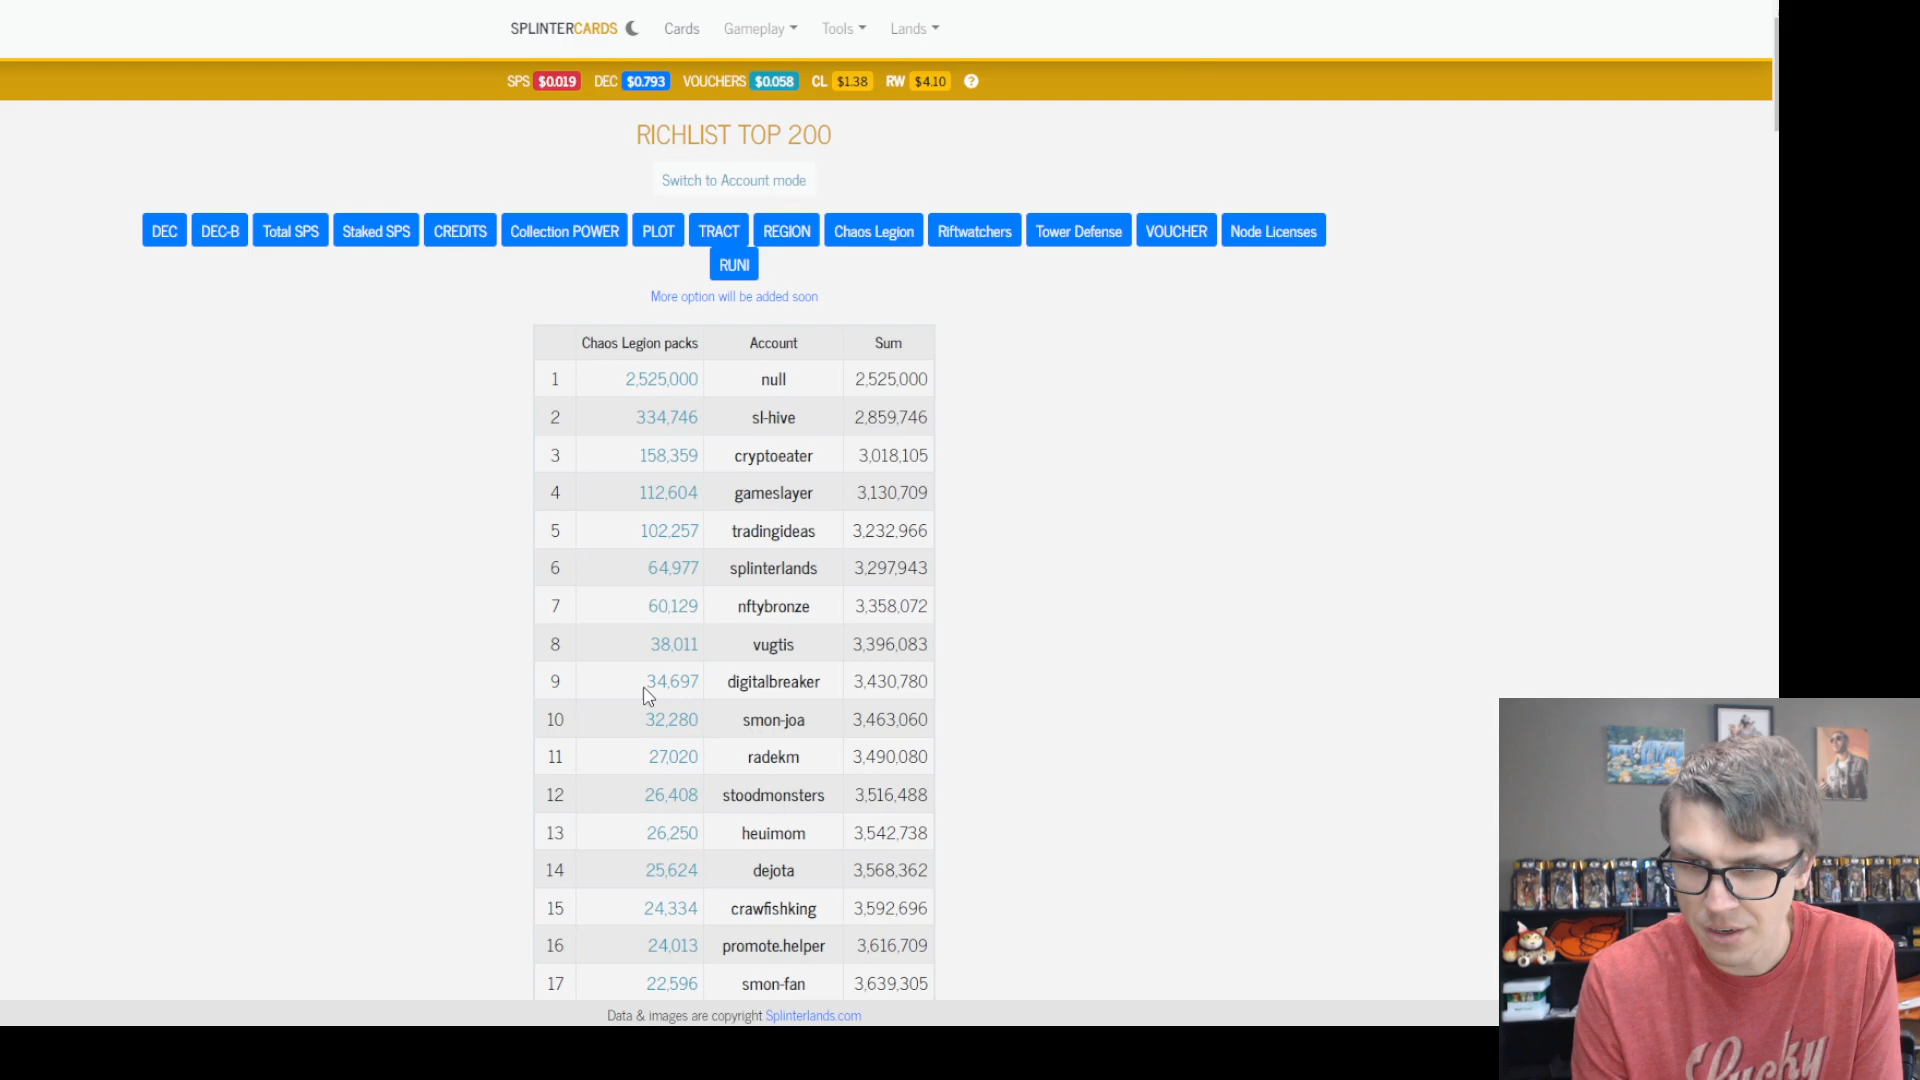 SPLINTERCARDS Cards Gameplay Tools Lands
SPS $0.019 DEC $0.793 VOUCHERS $0.058 CL $1.38 RW $4.10 ?
RICHLIST TOP 200
Switch to Account mode
DEC DEC-B Total SPS Staked SPS CREDITS Collection POWER PLOT TRACT REGION Chaos Legion Riftwatchers Tower Defense VOUCHER Node Licenses
RUNI
More option will be added soon
Chaos Legion packs Account Sum
1 2,525,000 null 2,525,000
2 334,746 sl-hive 2,859,746
3 158,359 cryptoeater 3,018,105
4 112,604 gameslayer 3,130,709
5 102,257 tradingideas 3,232,966
6 64,977 splinterlands 3,297,943
7 60,129 nftybronze 3,358,072
8 38,011 vugtis 3,396,083
9 34,697 digitalbreaker 3,430,780
10 32,280 smon-joa 3,463,060
11 27,020 radekm 3,490,080
12 26,408 stoodmonsters 3,516,488
13 26,250 heuimom 3,542,738
14 25,624 dejota 3,568,362
15 24,334 crawfishking 3,592,696
16 24,013 promote.helper 3,616,709
17 22,596 smon-fan 3,639,305
Data & images are copyright Splinterlands.com
Lucky